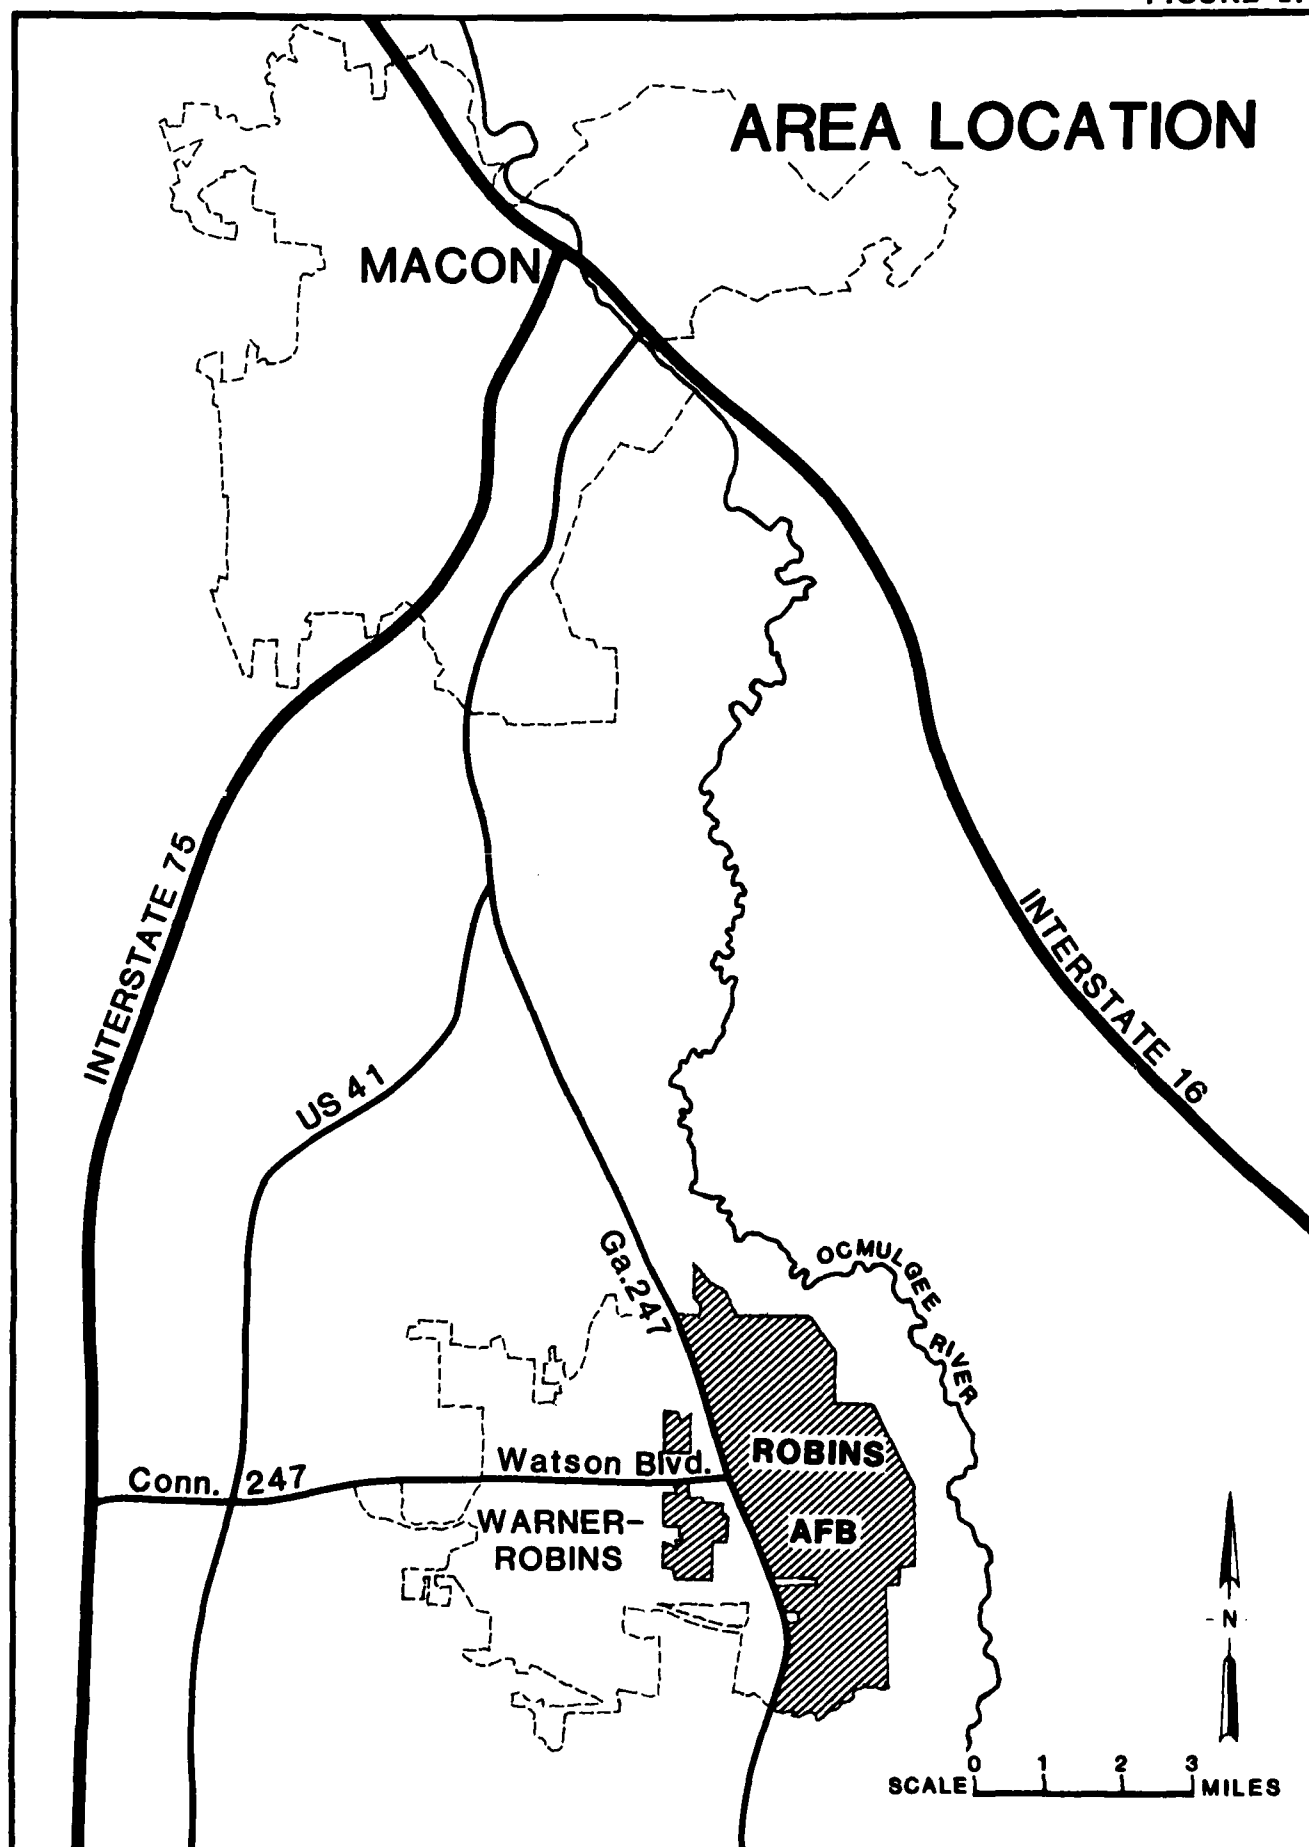 AREA LOCATION
MACON
INTERSTATE 75
INTERSTATE 16
US 41
Ga.247
OCMULGEE RIVER
Conn. 247
Watson Blvd.
ROBINS
AFB
WARNER-
ROBINS
N
0 1 2 3
SCALE MILES